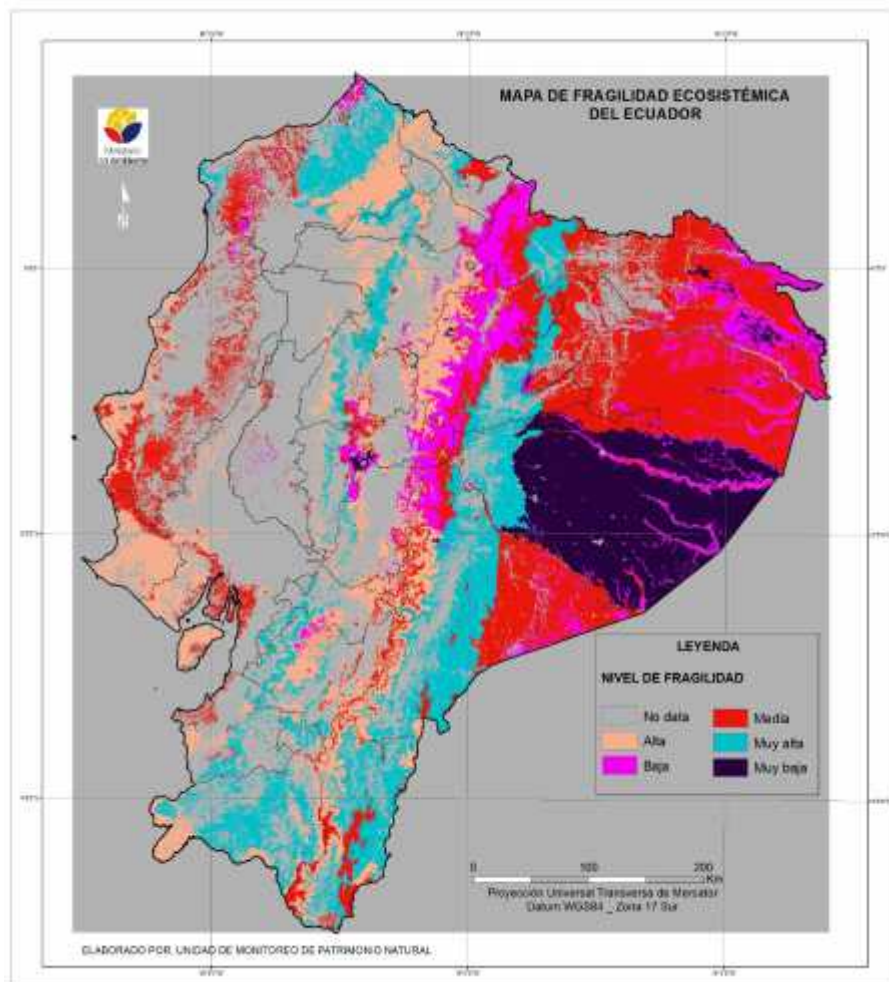 MAPA DE FRAGILIDAD ECOSISTÉMICA
DEL ECUADOR
N
LEYENDA
NIVEL DE FRAGILIDAD
No data
Media
Alta
Muy alta
Baja
Muy baja
0 100 200
Km
Proyección Universal Transversa de Mercator
Datum WGS84 _ Zona 17 Sur
ELABORADO POR: UNIDAD DE MONITOREO DE PATRIMONIO NATURAL